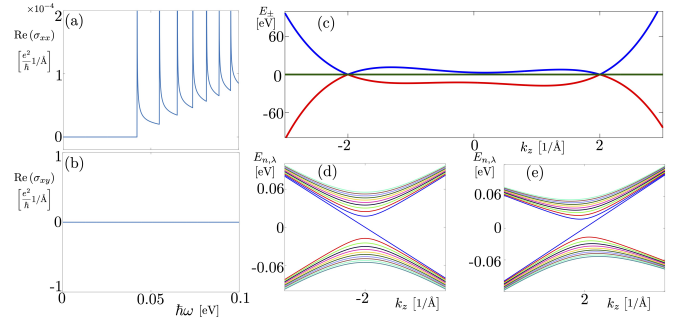 ×10⁻⁴
(a)
2
Re (σxx)
[e²/ħ 1/Å]
1
0
(b)
1
Re (σxy)
[e²/ħ 1/Å]
0
-1
0 0.05 0.1
ħω [eV]
E± [eV]
(c)
60
0
-60
-2 0 2
kz [1/Å]
En,λ [eV]
(d)
0.06
0
-0.06
-2 kz [1/Å]
En,λ [eV]
(e)
0.06
0
-0.06
2 kz [1/Å]